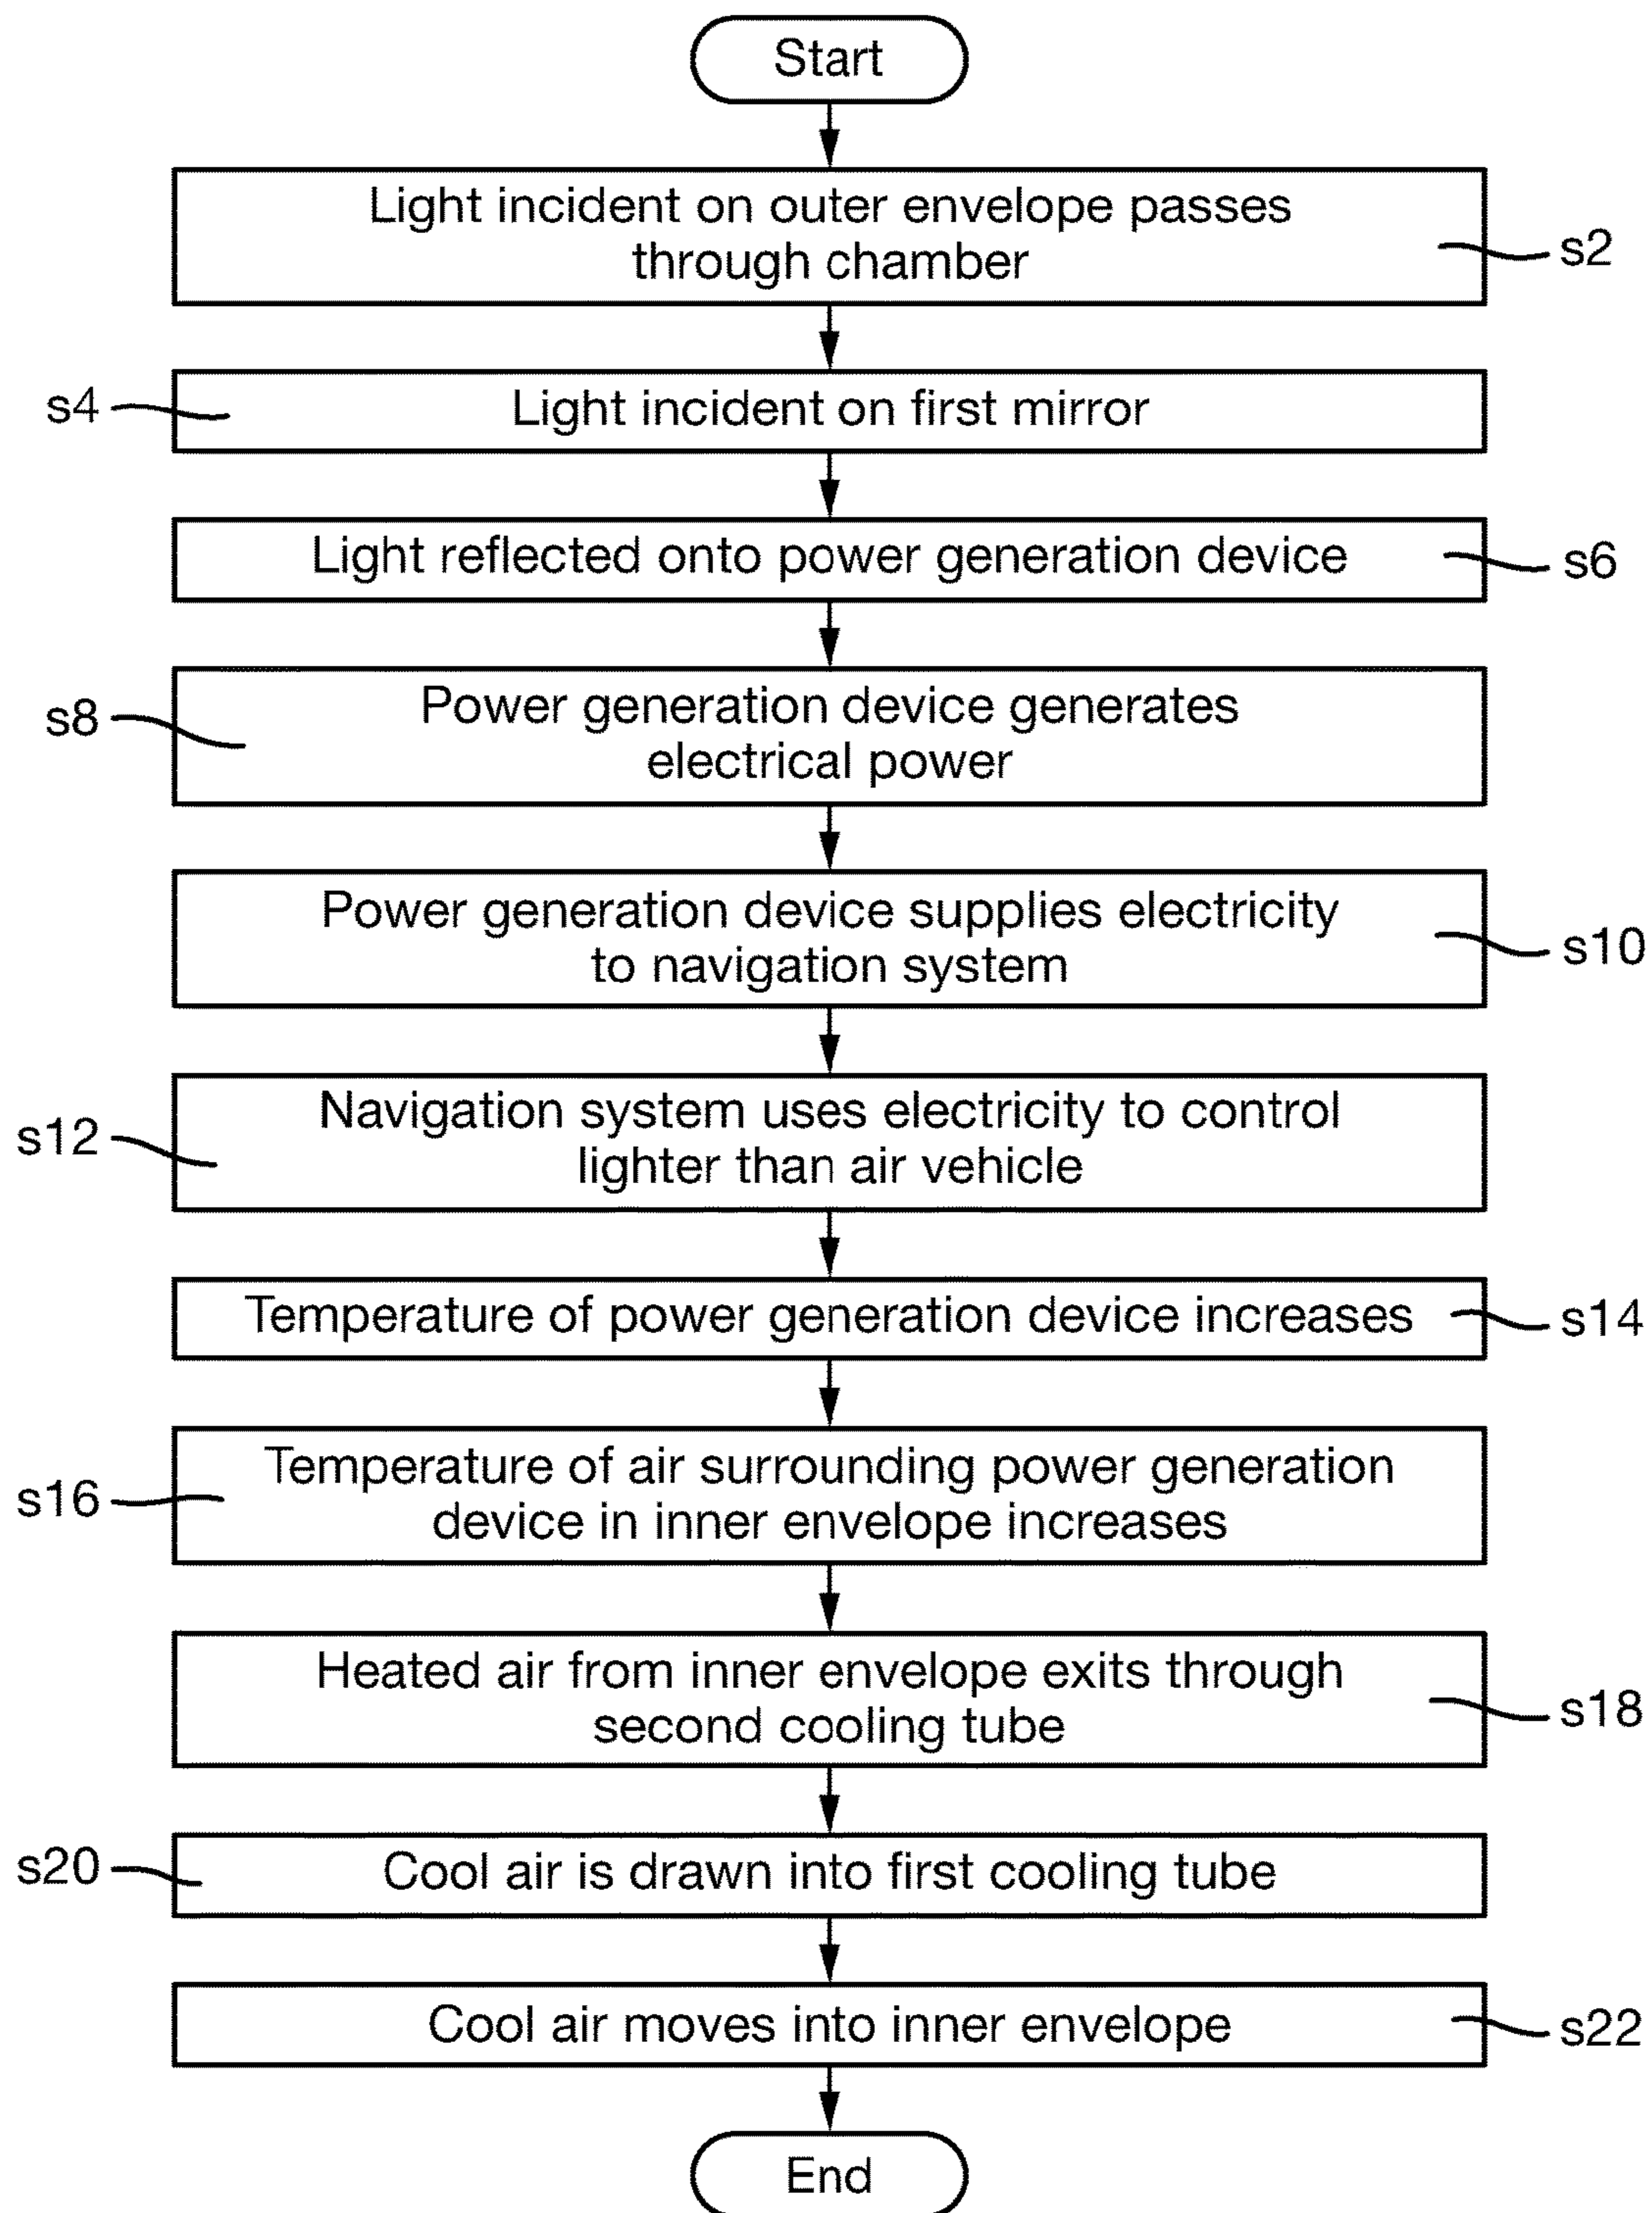 Start
Light incident on outer envelope passes
through chamber
s2
s4
Light incident on first mirror
Light reflected onto power generation device
s6
s8
Power generation device generates
electrical power
Power generation device supplies electricity
to navigation system
s10
s12
Navigation system uses electricity to control
lighter than air vehicle
Temperature of power generation device increases
s14
s16
Temperature of air surrounding power generation
device in inner envelope increases
Heated air from inner envelope exits through
second cooling tube
s18
s20
Cool air is drawn into first cooling tube
Cool air moves into inner envelope
s22
End